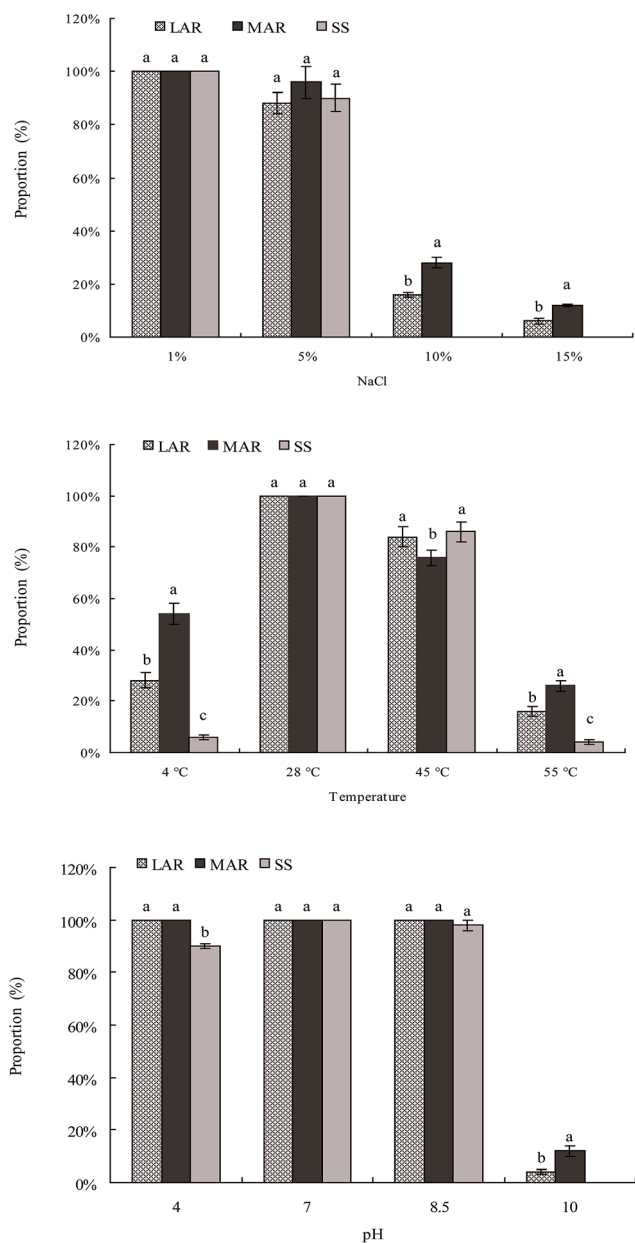 120%
LAR MAR SS
a a a
100%
a a a
80%
60%
40%
a
20%
b
a
b
0%
1% 5% 10% 15%
NaCl
Proportion (%)
120%
LAR MAR SS
a a a
100%
a b a
80%
60%
a
40%
b
a
20%
b
c
c
0%
4 ℃ 28 ℃ 45 ℃ 55 ℃
Temperature
Proportion (%)
120%
LAR MAR SS
a a b
a a a
a a a
100%
80%
60%
40%
20%
b a
0%
4 7 8.5 10
pH
Proportion (%)